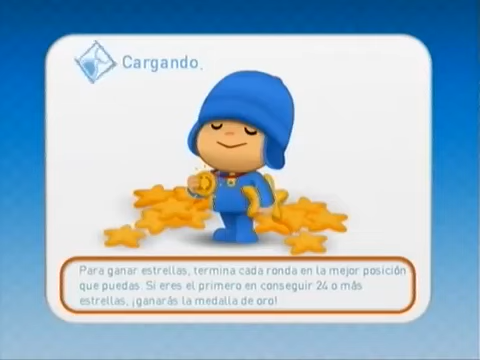 Cargando.
Para ganar estrellas, termina cada ronda en la mejor posición
que puedas. Si eres el primero en conseguir 24 o más
estrellas, ¡ganarás la medalla de oro!